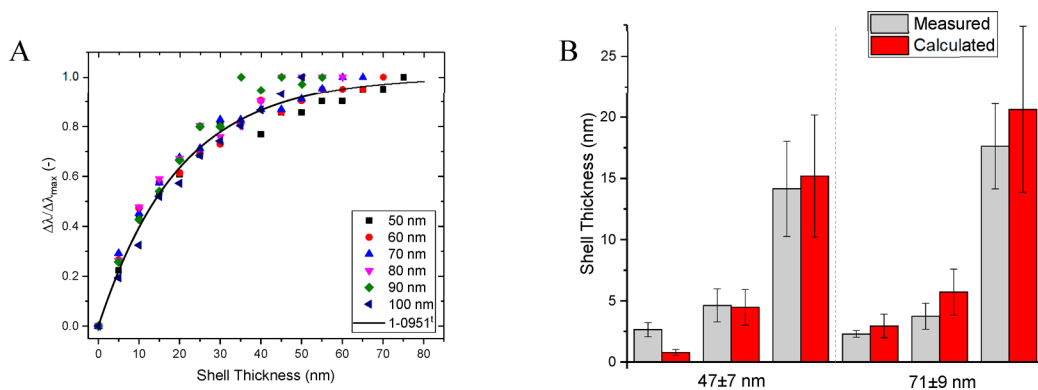 A
1.0
0.8
0.6
0.4
0.2
0.0
Δλ/Δλmax (-)
50 nm
60 nm
70 nm
80 nm
90 nm
100 nm
1-0951ᵗ
0 10 20 30 40 50 60 70 80
Shell Thickness (nm)
B
Measured
Calculated
25
20
15
10
5
0
Shell Thickness (nm)
47±7 nm 71±9 nm